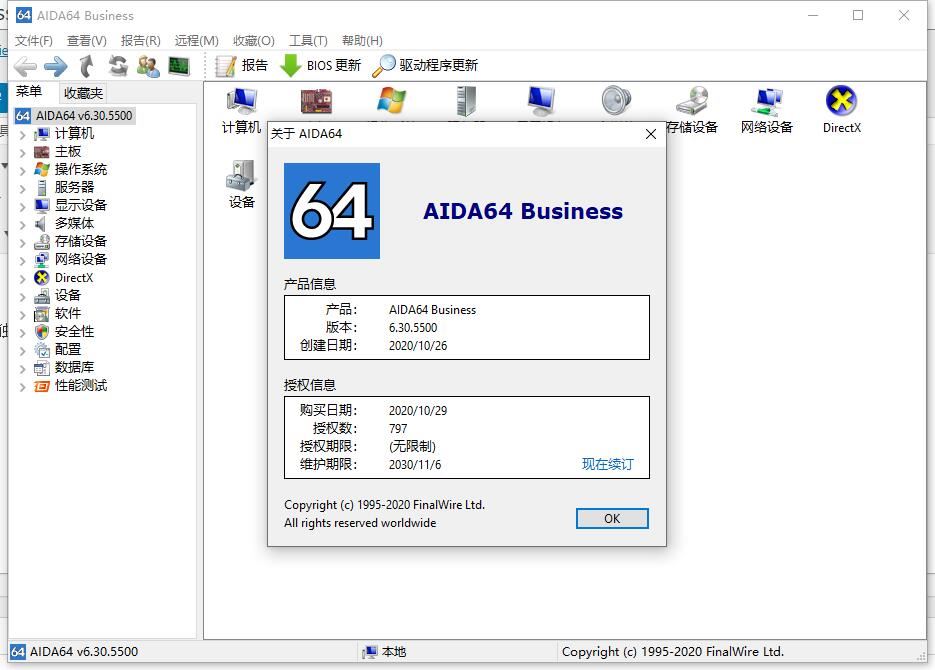 64 AIDA64 Business
文件(F) 查看(V) 报告(R) 远程(M) 收藏(O) 工具(T) 帮助(H)
报告 BIOS 更新 驱动程序更新
菜单 收藏夹
64 AIDA64 v6.30.5500
计算机
主板
操作系统
服务器
显示设备
多媒体
存储设备
网络设备
DirectX
设备
软件
安全性
配置
数据库
性能测试
计算机
存储设备 网络设备 DirectX
设备
关于 AIDA64
64
AIDA64 Business
产品信息
产品: AIDA64 Business
版本: 6.30.5500
创建日期: 2020/10/26
授权信息
购买日期: 2020/10/29
授权数: 797
授权期限: (无限制)
维护期限: 2030/11/6 现在续订
Copyright (c) 1995-2020 FinalWire Ltd.
All rights reserved worldwide
OK
64 AIDA64 v6.30.5500 本地 Copyright (c) 1995-2020 FinalWire Ltd.